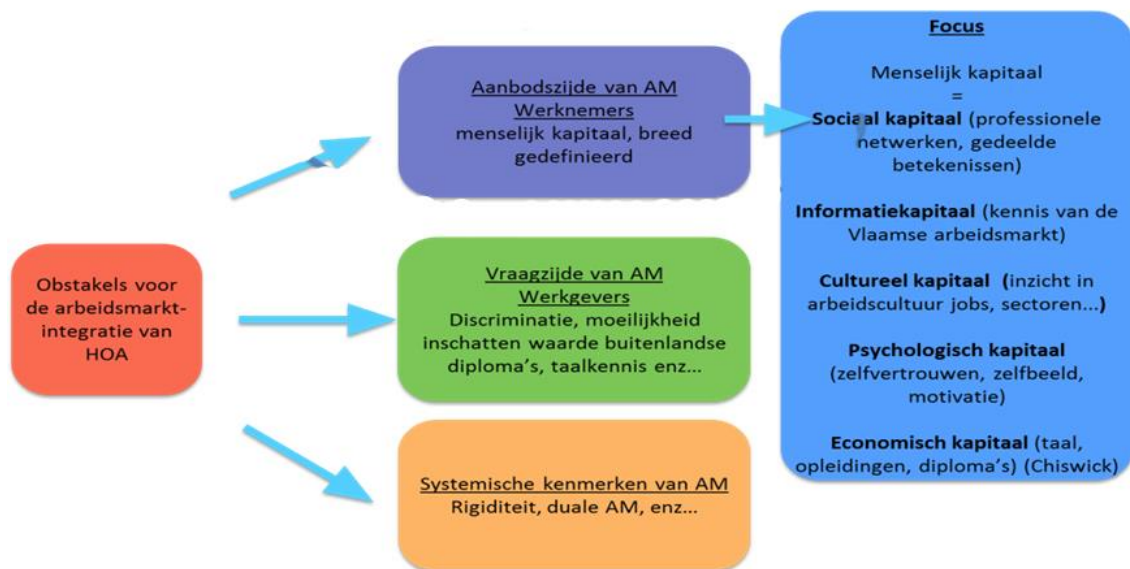 Obstakels voor
de arbeidsmarkt-
integratie van
HOA
Aanbodszijde van AM
Werknemers
menselijk kapitaal, breed
gedefinieerd
Vraagzijde van AM
Werkgevers
Discriminatie, moeilijkheid
inschatten waarde buitenlandse
diploma's, taalkennis enz...
Systemische kenmerken van AM
Rigiditeit, duale AM, enz...
Focus
Menselijk kapitaal
=
Sociaal kapitaal (professionele
netwerken, gedeelde
betekenissen)
Informatiekapitaal (kennis van de
Vlaamse arbeidsmarkt)
Cultureel kapitaal (inzicht in
arbeidscultuur jobs, sectoren...)
Psychologisch kapitaal
(zelfvertrouwen, zelfbeeld,
motivatie)
Economisch kapitaal (taal,
opleidingen, diploma's) (Chiswick)